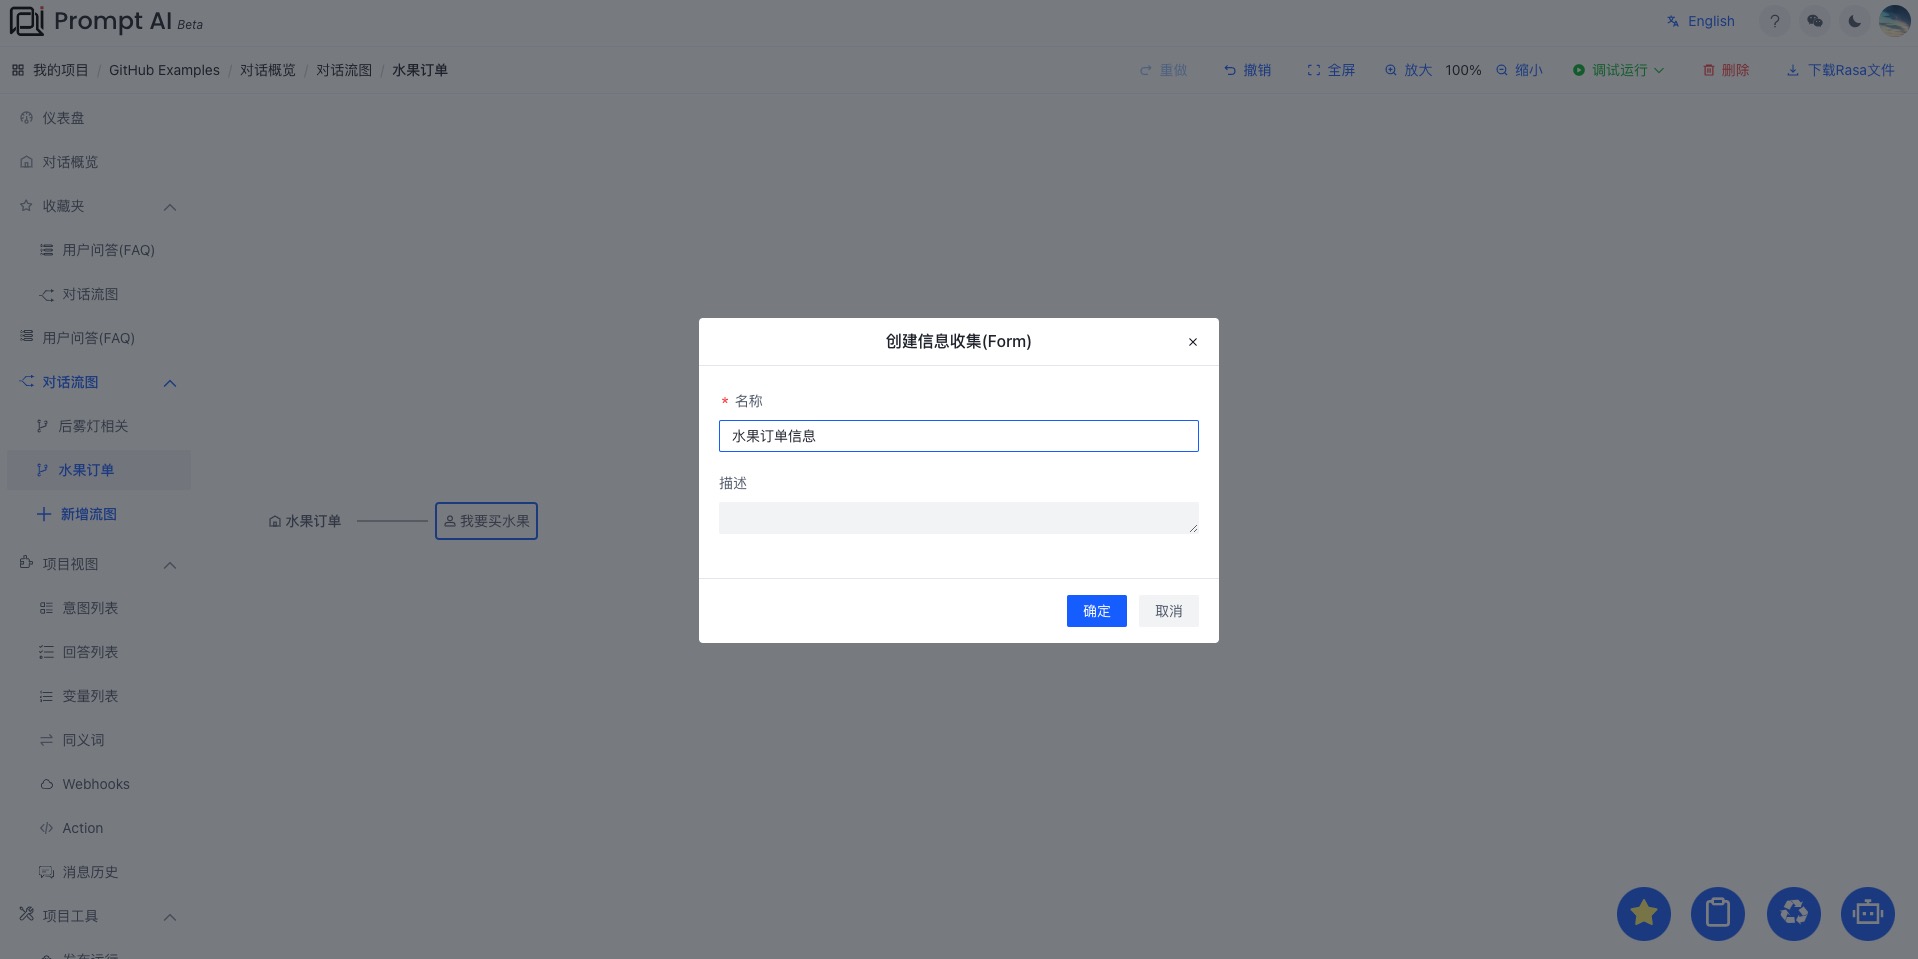 Prompt AI Beta
English
?
我的项目 / GitHub Examples / 对话概览 / 对话流图 / 水果订单
重做 撤销 全屏 放大 100% 缩小 调试运行 删除 下载Rasa文件
仪表盘
对话概览
收藏夹
用户问答(FAQ)
对话流图
用户问答(FAQ)
对话流图
后雾灯相关
水果订单
新增流图
项目视图
意图列表
回答列表
变量列表
同义词
Webhooks
Action
消息历史
项目工具
发布运行
水果订单
我要买水果
创建信息收集(Form)
* 名称
水果订单信息
描述
确定 取消